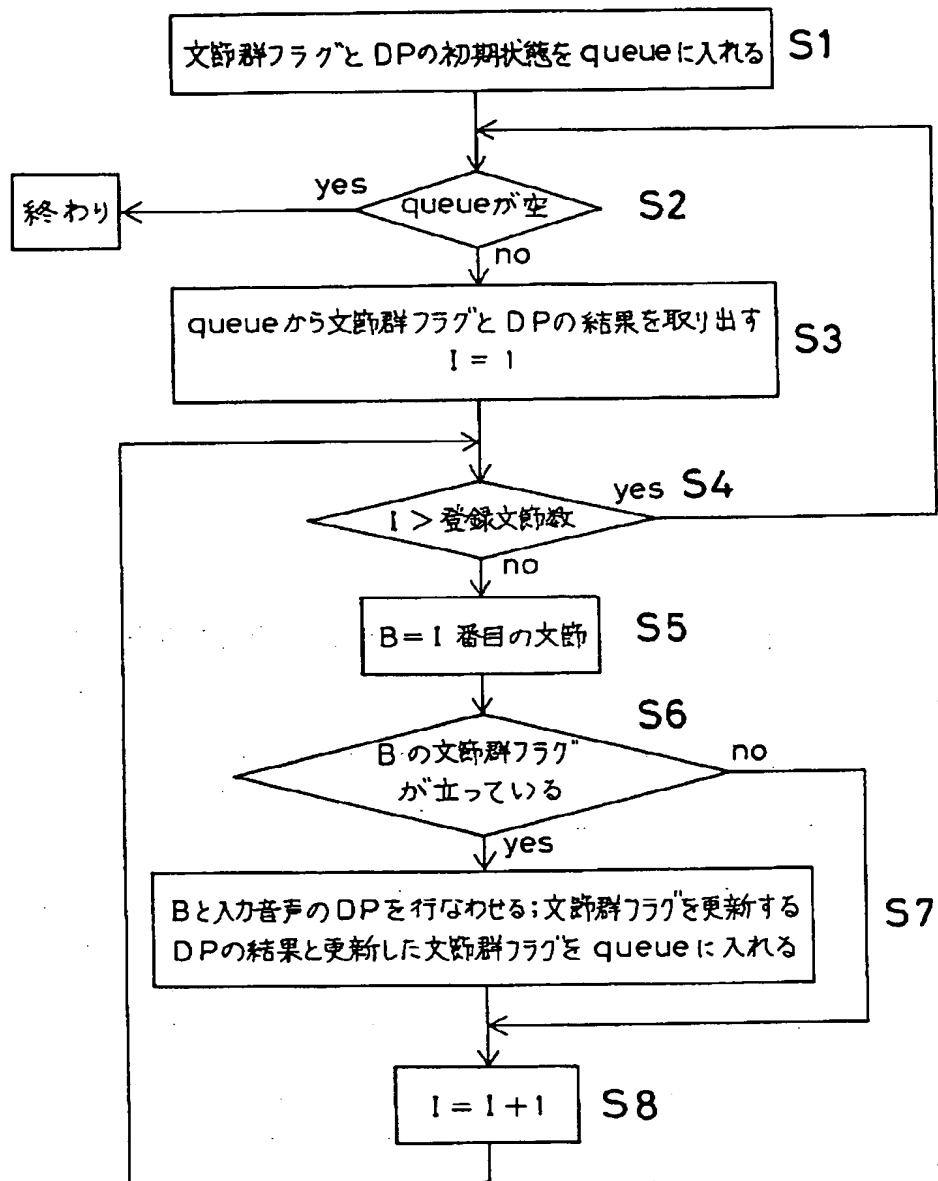 文節群フラグとDPの初期状態をqueueに入れる
S1
yes
queueが空
S2
終わり
no
queueから文節群フラグとDPの結果を取り出す
I = 1
S3
yes
S4
I > 登録文節数
no
B = I 番目の文節
S5
S6
Bの文節群フラグ
が立っている
no
yes
Bと入力音声のDPを行なわせる;文節群フラグを更新する
DPの結果と更新した文節群フラグをqueueに入れる
S7
I = I + 1
S8